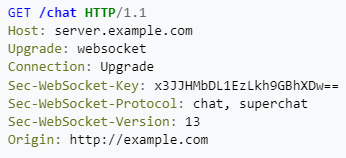 GET /chat HTTP/1.1
Host: server.example.com
Upgrade: websocket
Connection: Upgrade
Sec-WebSocket-Key: x3JJHMbDL1EzLkh9GBhXDw==
Sec-WebSocket-Protocol: chat, superchat
Sec-WebSocket-Version: 13
Origin: http://example.com